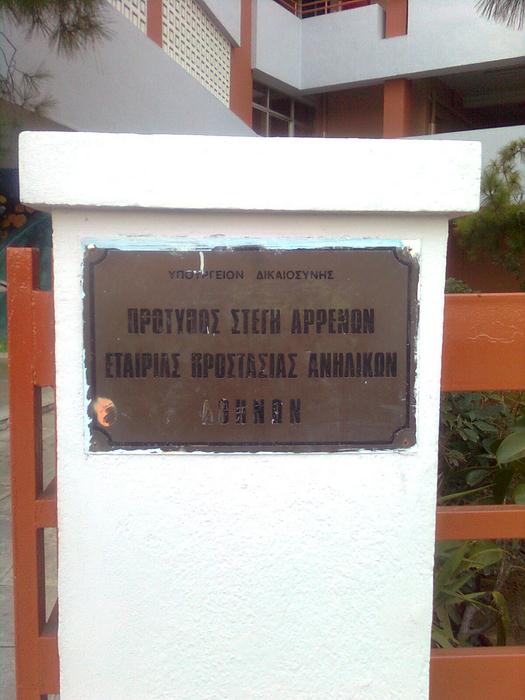 ΥΠΟΥΡΓΕΙΟΝ ΔΙΚΑΙΟΣΥΝΗΣ
ΠΡΟΤΥΠΟΣ ΣΤΕΓΗ ΑΡΡΕΝΩΝ
ΕΤΑΙΡΙΑΣ ΠΡΟΣΤΑΣΙΑΣ ΑΝΗΛΙΚΩΝ
ΑΘΗΝΩΝ